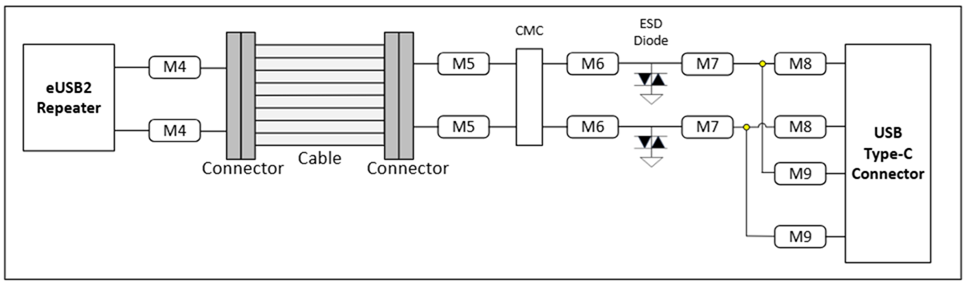 eUSB2
Repeater
M4
M4
Connector
Cable
Connector
M5
M5
CMC
M6
M6
ESD
Diode
M7
M7
M8
M8
M9
M9
USB
Type-C
Connector